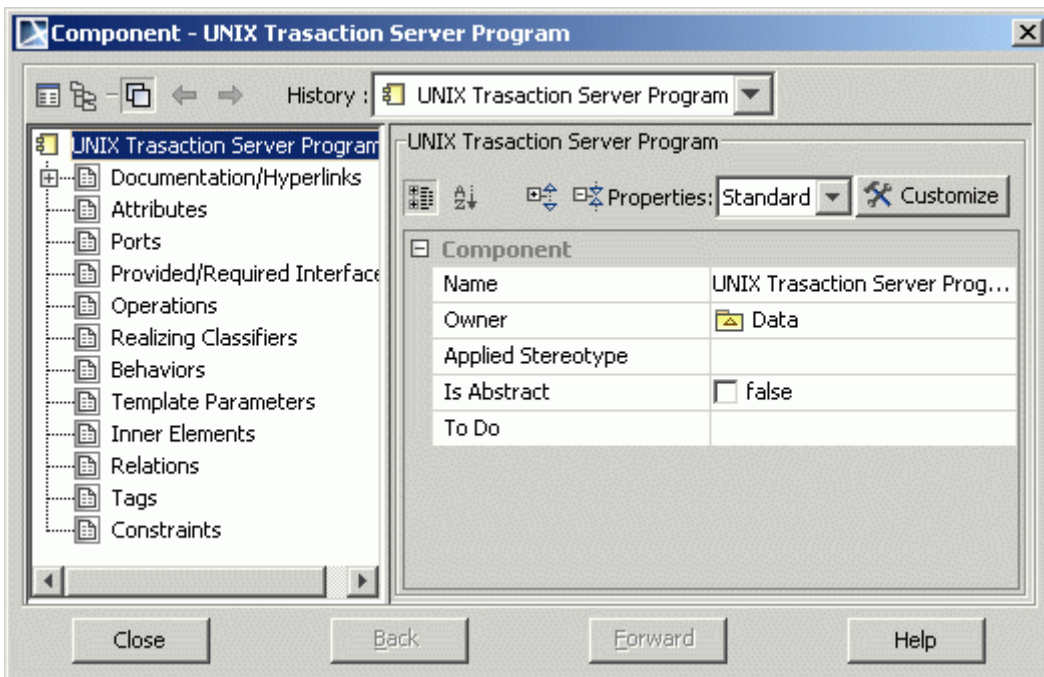 Component - UNIX Trasaction Server Program
History : UNIX Trasaction Server Program
UNIX Trasaction Server Program
Documentation/Hyperlinks
Attributes
Ports
Provided/Required Interface
Operations
Realizing Classifiers
Behaviors
Template Parameters
Inner Elements
Relations
Tags
Constraints
UNIX Trasaction Server Program
Properties: Standard Customize
Component
Name UNIX Trasaction Server Prog...
Owner Data
Applied Stereotype
Is Abstract false
To Do
Close Back Forward Help